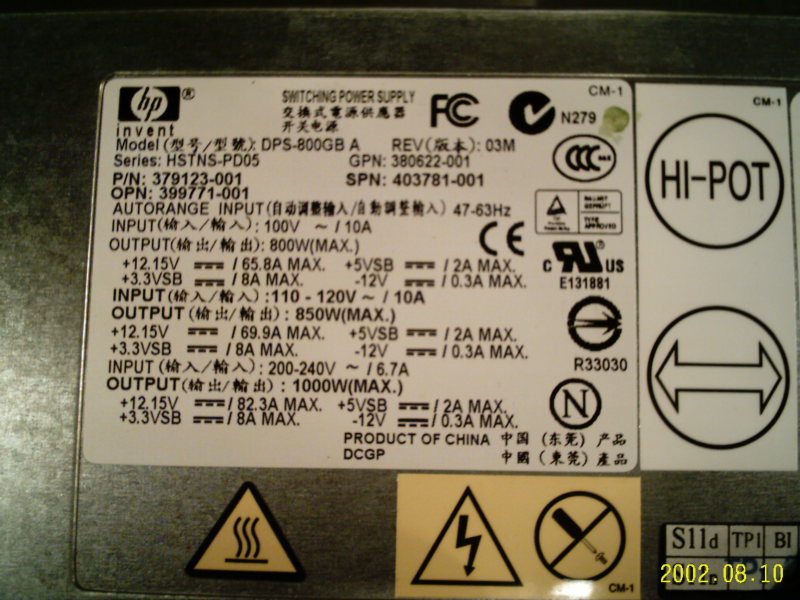 hp ®
invent
SWITCHING POWER SUPPLY
交換式電源供應器
开关电源
FC
N279
CM-1
Model(型号/型號): DPS-800GB A REV(版本): 03M
Series: HSTNS-PD05 GPN: 380622-001
P/N: 379123-001 SPN: 403781-001
OPN: 399771-001
AUTORANGE INPUT(自动调整输入/自動調整輸入) 47-63Hz
INPUT(输入/輸入): 100V ~ / 10A
OUTPUT(输出/輸出): 800W(MAX.)
+12.15V / 65.8A MAX. +5VSB / 2A MAX.
+3.3VSB / 8A MAX. -12V / 0.3A MAX.
INPUT(输入/輸入): 110 - 120V ~ / 10A
OUTPUT(输出/輸出): 850W(MAX.)
+12.15V / 69.9A MAX. +5VSB / 2A MAX.
+3.3VSB / 8A MAX. -12V / 0.3A MAX.
INPUT (输入/輸入): 200-240V ~ / 6.7A
OUTPUT(输出/輸出): 1000W(MAX.)
+12.15V / 82.3A MAX. +5VSB / 2A MAX.
+3.3VSB / 8A MAX. -12V / 0.3A MAX.
PRODUCT OF CHINA 中国 (东莞) 产品
DCGP 中國 (東莞) 產品
CCC
CE
c UR ® US
E131881
R33030
N
CM-1
HI-POT
CM-1
S11d TP1 BI
2002.08.10